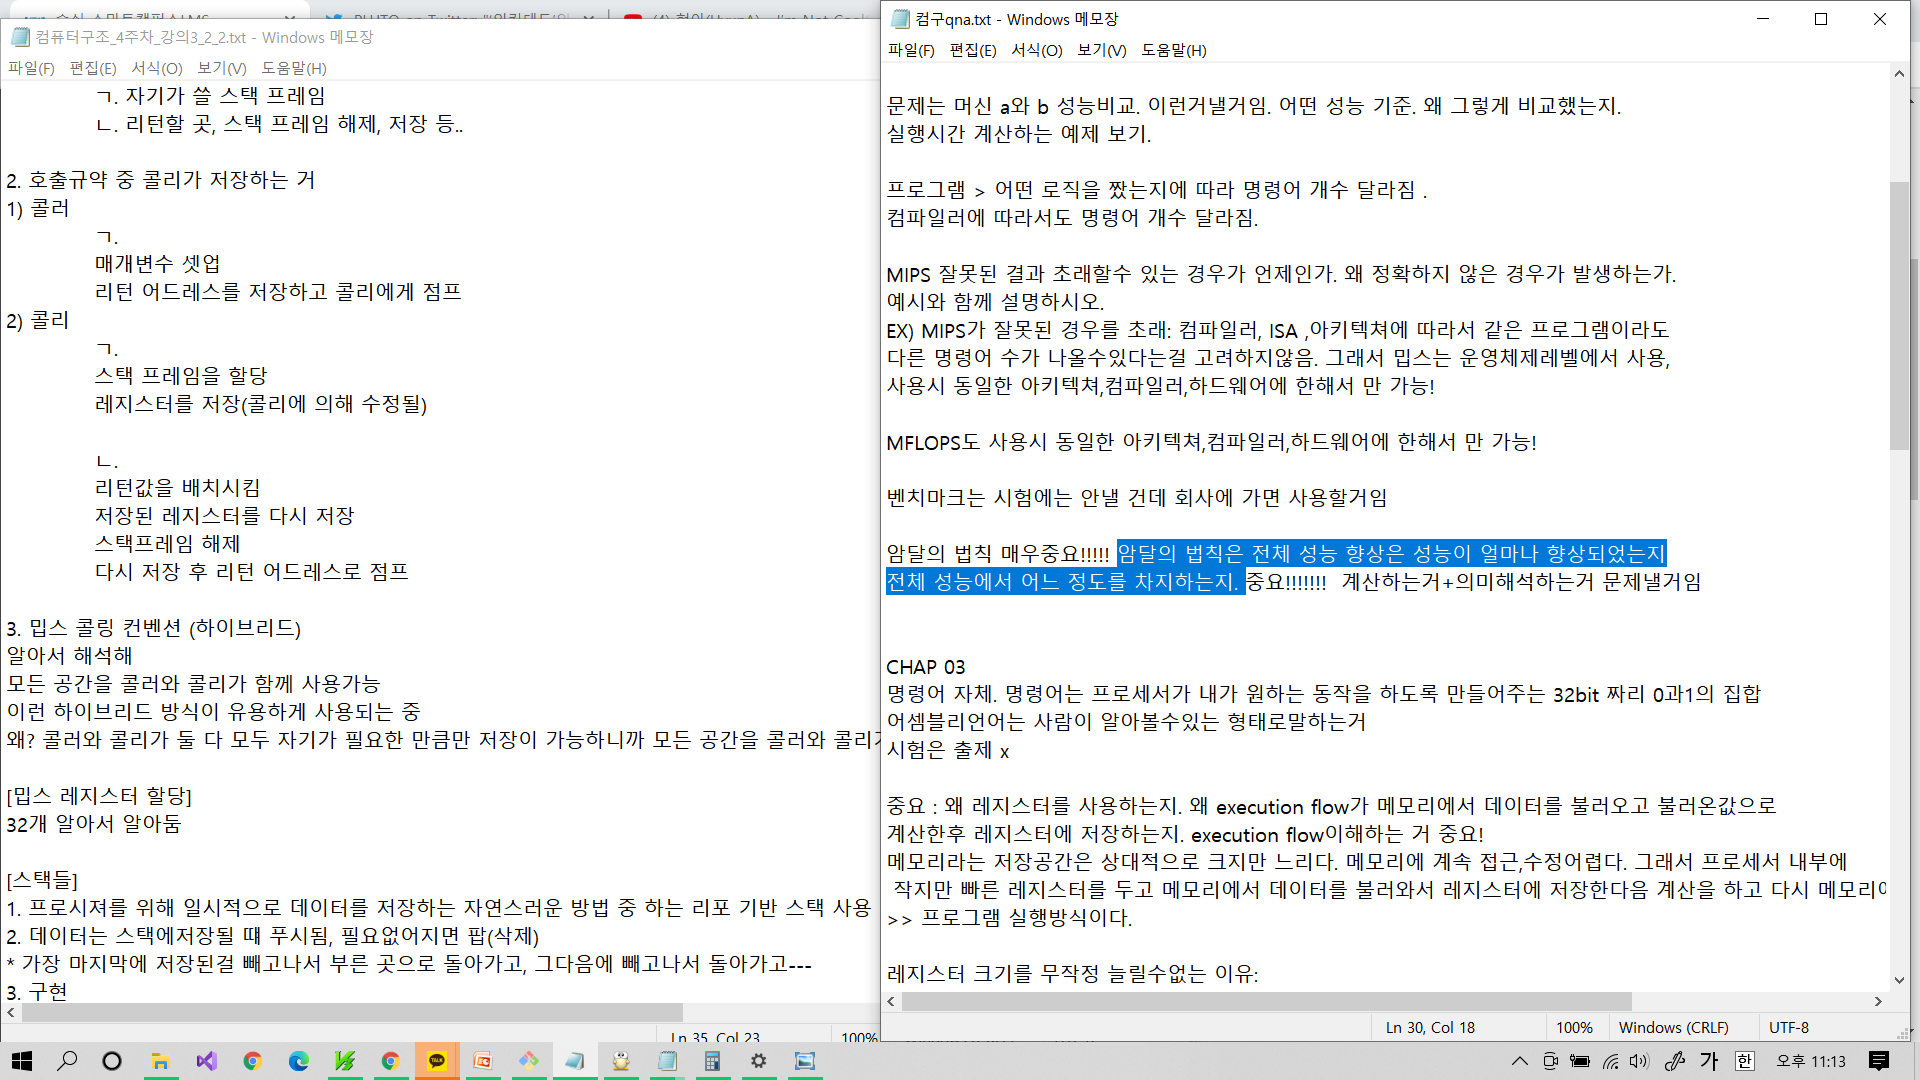 컴퓨터구조_4주차_강의3_2_2.txt - Windows 메모장
파일(F) 편집(E) 서식(O) 보기(V) 도움말(H)
ㄱ. 자기가 쓸 스택 프레임
ㄴ. 리턴할 곳, 스택 프레임 해제, 저장 등..
2. 호출규약 중 콜리가 저장하는 거
1) 콜러
ㄱ.
매개변수 셋업
리턴 어드레스를 저장하고 콜리에게 점프
2) 콜리
ㄱ.
스택 프레임을 할당
레지스터를 저장(콜리에 의해 수정될)
ㄴ.
리턴값을 배치시킴
저장된 레지스터를 다시 저장
스택프레임 해제
다시 저장 후 리턴 어드레스로 점프
3. 밉스 콜링 컨벤션 (하이브리드)
알아서 해석해
모든 공간을 콜러와 콜리가 함께 사용가능
이런 하이브리드 방식이 유용하게 사용되는 중
왜? 콜러와 콜리가 둘 다 모두 자기가 필요한 만큼만 저장이 가능하니까 모든 공간을 콜러와 콜리가
[밉스 레지스터 할당]
32개 알아서 알아둠
[스택들]
1. 프로시져를 위해 일시적으로 데이터를 저장하는 자연스러운 방법 중 하는 리포 기반 스택 사용
2. 데이터는 스택에저장될 떄 푸시됨, 필요없어지면 팝(삭제)
* 가장 마지막에 저장된걸 빼고나서 부른 곳으로 돌아가고, 그다음에 빼고나서 돌아가고---
3. 구현
Ln 35, Col 23 100%
컴구qna.txt - Windows 메모장
파일(F) 편집(E) 서식(O) 보기(V) 도움말(H)
문제는 머신 a와 b 성능비교. 이런거낼거임. 어떤 성능 기준. 왜 그렇게 비교했는지.
실행시간 계산하는 예제 보기.
프로그램 > 어떤 로직을 짰는지에 따라 명령어 개수 달라짐 .
컴파일러에 따라서도 명령어 개수 달라짐.
MIPS 잘못된 결과 초래할수 있는 경우가 언제인가. 왜 정확하지 않은 경우가 발생하는가.
예시와 함께 설명하시오.
EX) MIPS가 잘못된 경우를 초래: 컴파일러, ISA ,아키텍쳐에 따라서 같은 프로그램이라도
다른 명령어 수가 나올수있다는걸 고려하지않음. 그래서 밉스는 운영체제레벨에서 사용,
사용시 동일한 아키텍쳐,컴파일러,하드웨어에 한해서 만 가능!
MFLOPS도 사용시 동일한 아키텍쳐,컴파일러,하드웨어에 한해서 만 가능!
벤치마크는 시험에는 안낼 건데 회사에 가면 사용할거임
암달의 법칙 매우중요!!!!! 암달의 법칙은 전체 성능 향상은 성능이 얼마나 향상되었는지
전체 성능에서 어느 정도를 차지하는지. 중요!!!!!!! 계산하는거+의미해석하는거 문제낼거임
CHAP 03
명령어 자체. 명령어는 프로세서가 내가 원하는 동작을 하도록 만들어주는 32bit 짜리 0과1의 집합
어셈블리언어는 사람이 알아볼수있는 형태로말하는거
시험은 출제 x
중요 : 왜 레지스터를 사용하는지. 왜 execution flow가 메모리에서 데이터를 불러오고 불러온값으로
계산한후 레지스터에 저장하는지. execution flow이해하는 거 중요!
메모리라는 저장공간은 상대적으로 크지만 느리다. 메모리에 계속 접근,수정어렵다. 그래서 프로세서 내부에
작지만 빠른 레지스터를 두고 메모리에서 데이터를 불러와서 레지스터에 저장한다음 계산을 하고 다시 메모리에
>> 프로그램 실행방식이다.
레지스터 크기를 무작정 늘릴수없는 이유:
Ln 30, Col 18 100% Windows (CRLF) UTF-8
TALK
가 한 오후 11:13